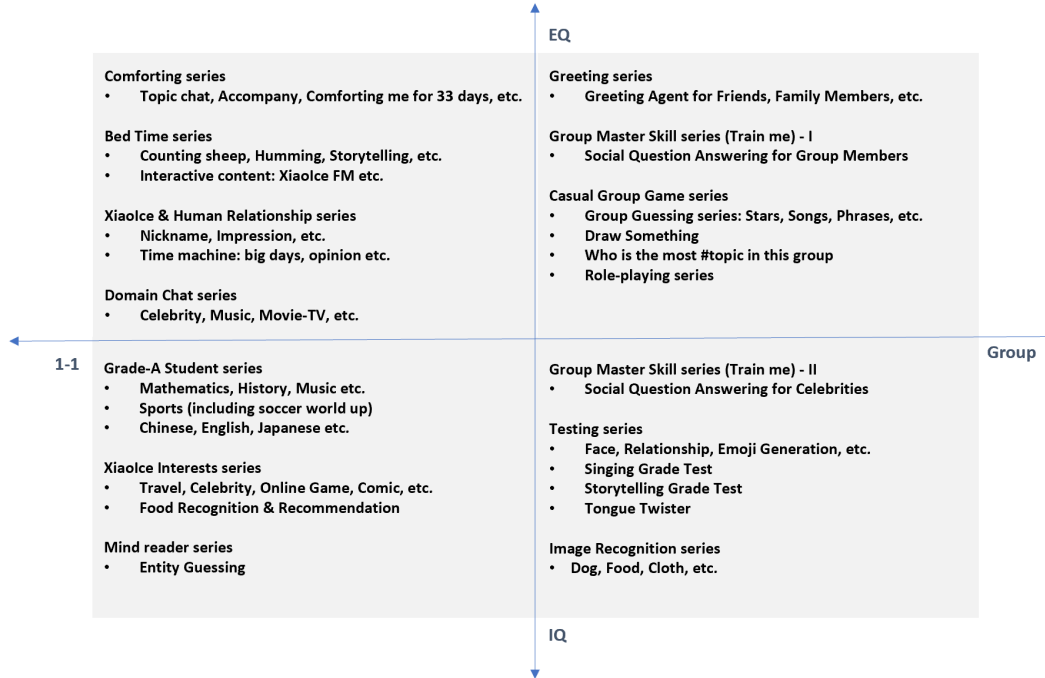 EQ
Comforting series
• Topic chat, Accompany, Comforting me for 33 days, etc.
Bed Time series
• Counting sheep, Humming, Storytelling, etc.
• Interactive content: XiaoIce FM etc.
XiaoIce & Human Relationship series
• Nickname, Impression, etc.
• Time machine: big days, opinion etc.
Domain Chat series
• Celebrity, Music, Movie-TV, etc.
Greeting series
• Greeting Agent for Friends, Family Members, etc.
Group Master Skill series (Train me) - I
• Social Question Answering for Group Members
Casual Group Game series
• Group Guessing series: Stars, Songs, Phrases, etc.
• Draw Something
• Who is the most #topic in this group
• Role-playing series
1-1
Group
Grade-A Student series
• Mathematics, History, Music etc.
• Sports (including soccer world up)
• Chinese, English, Japanese etc.
XiaoIce Interests series
• Travel, Celebrity, Online Game, Comic, etc.
• Food Recognition & Recommendation
Mind reader series
• Entity Guessing
Group Master Skill series (Train me) - II
• Social Question Answering for Celebrities
Testing series
• Face, Relationship, Emoji Generation, etc.
• Singing Grade Test
• Storytelling Grade Test
• Tongue Twister
Image Recognition series
• Dog, Food, Cloth, etc.
IQ